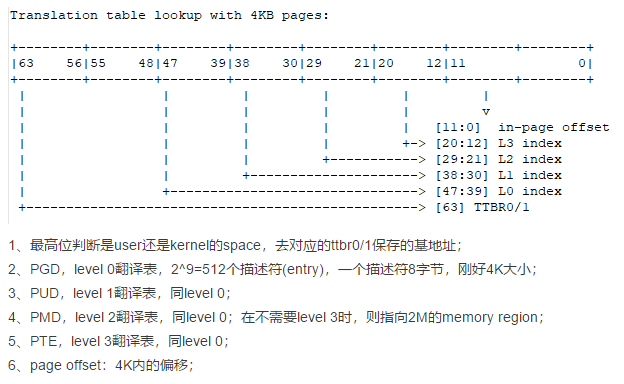 Translation table lookup with 4KB pages:
+--------+--------+--------+--------+--------+--------+--------+--------+
|63    56|55    48|47    39|38    30|29    21|20    12|11             0|
+--------+--------+--------+--------+--------+--------+--------+--------+
 |                 |         |         |         |         |
 |                 |         |         |         |         v
 |                 |         |         |         |   [11:0]  in-page offset
 |                 |         |         |         +-> [20:12] L3 index
 |                 |         |         +-----------> [29:21] L2 index
 |                 |         +---------------------> [38:30] L1 index
 |                 +-------------------------------> [47:39] L0 index
 +-------------------------------------------------> [63] TTBR0/1
1、最高位判断是user还是kernel的space，去对应的ttbr0/1保存的基地址；
2、PGD，level 0翻译表，2^9=512个描述符(entry)，一个描述符8字节，刚好4K大小；
3、PUD，level 1翻译表，同level 0；
4、PMD，level 2翻译表，同level 0；在不需要level 3时，则指向2M的memory region；
5、PTE，level 3翻译表，同level 0；
6、page offset：4K内的偏移；